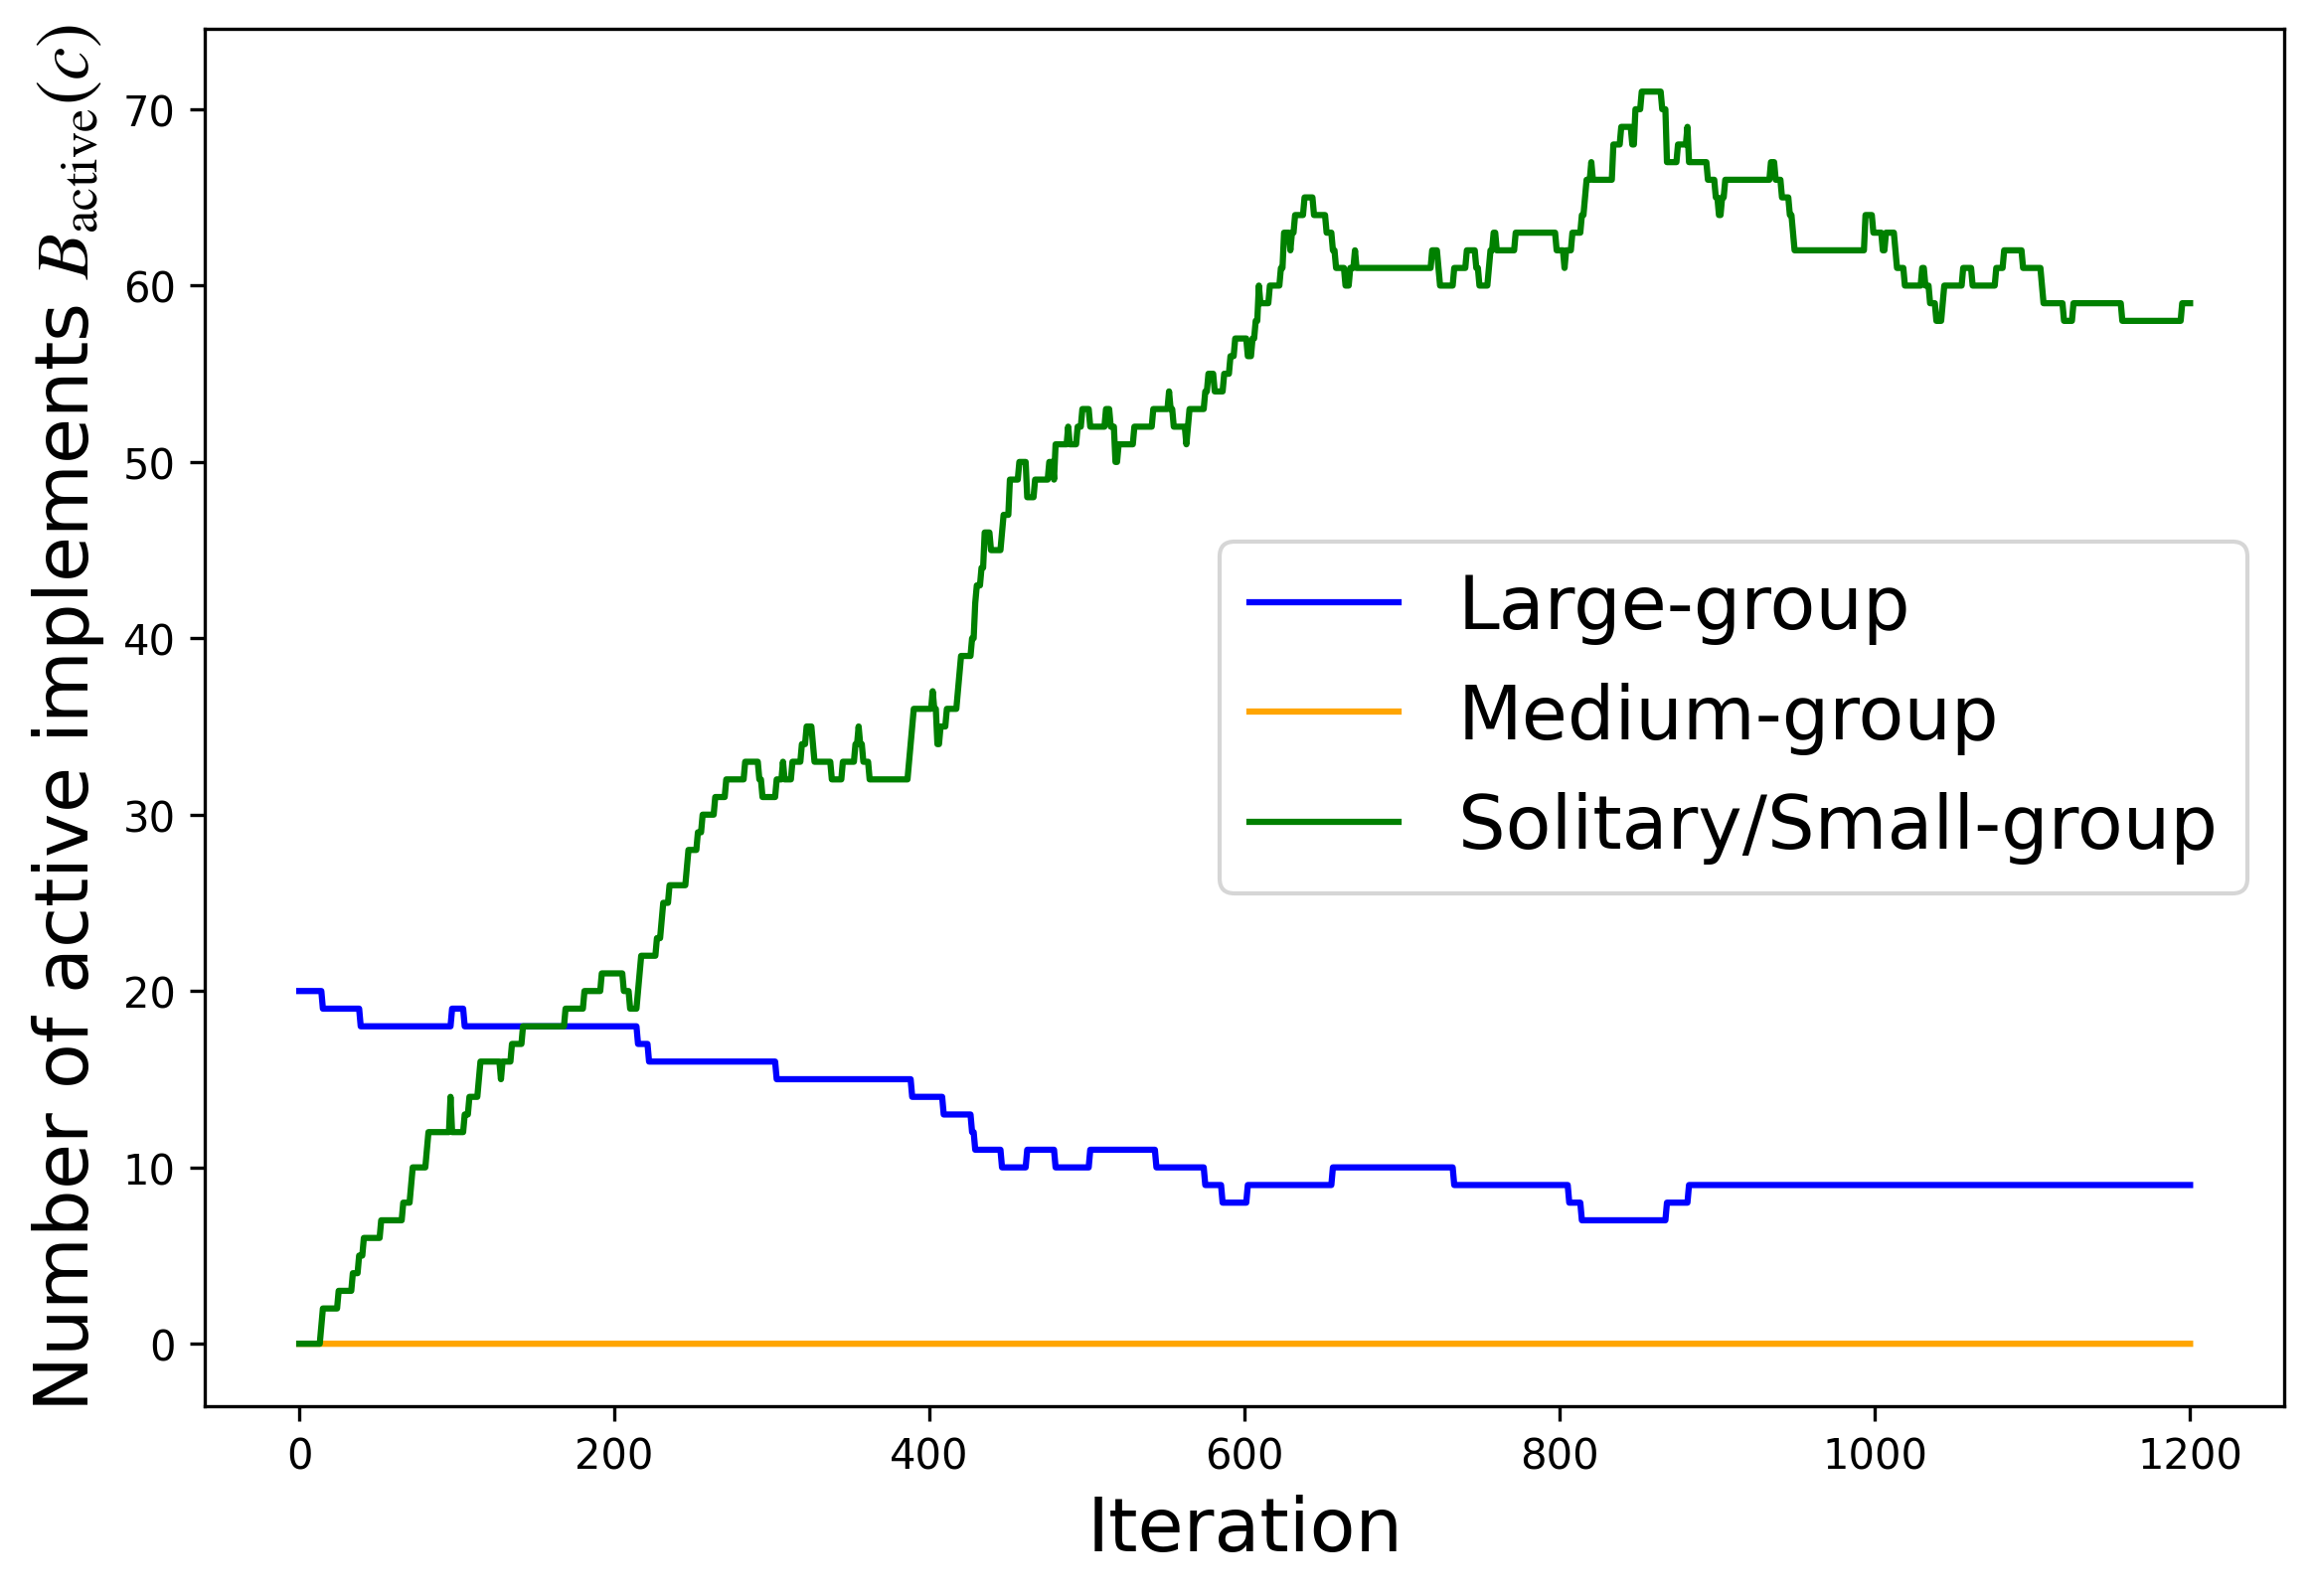 Number of active implements B_active(c)
70
60
50
40
30
20
10
0
Large-group
Medium-group
Solitary/Small-group
0 200 400 600 800 1000 1200
Iteration